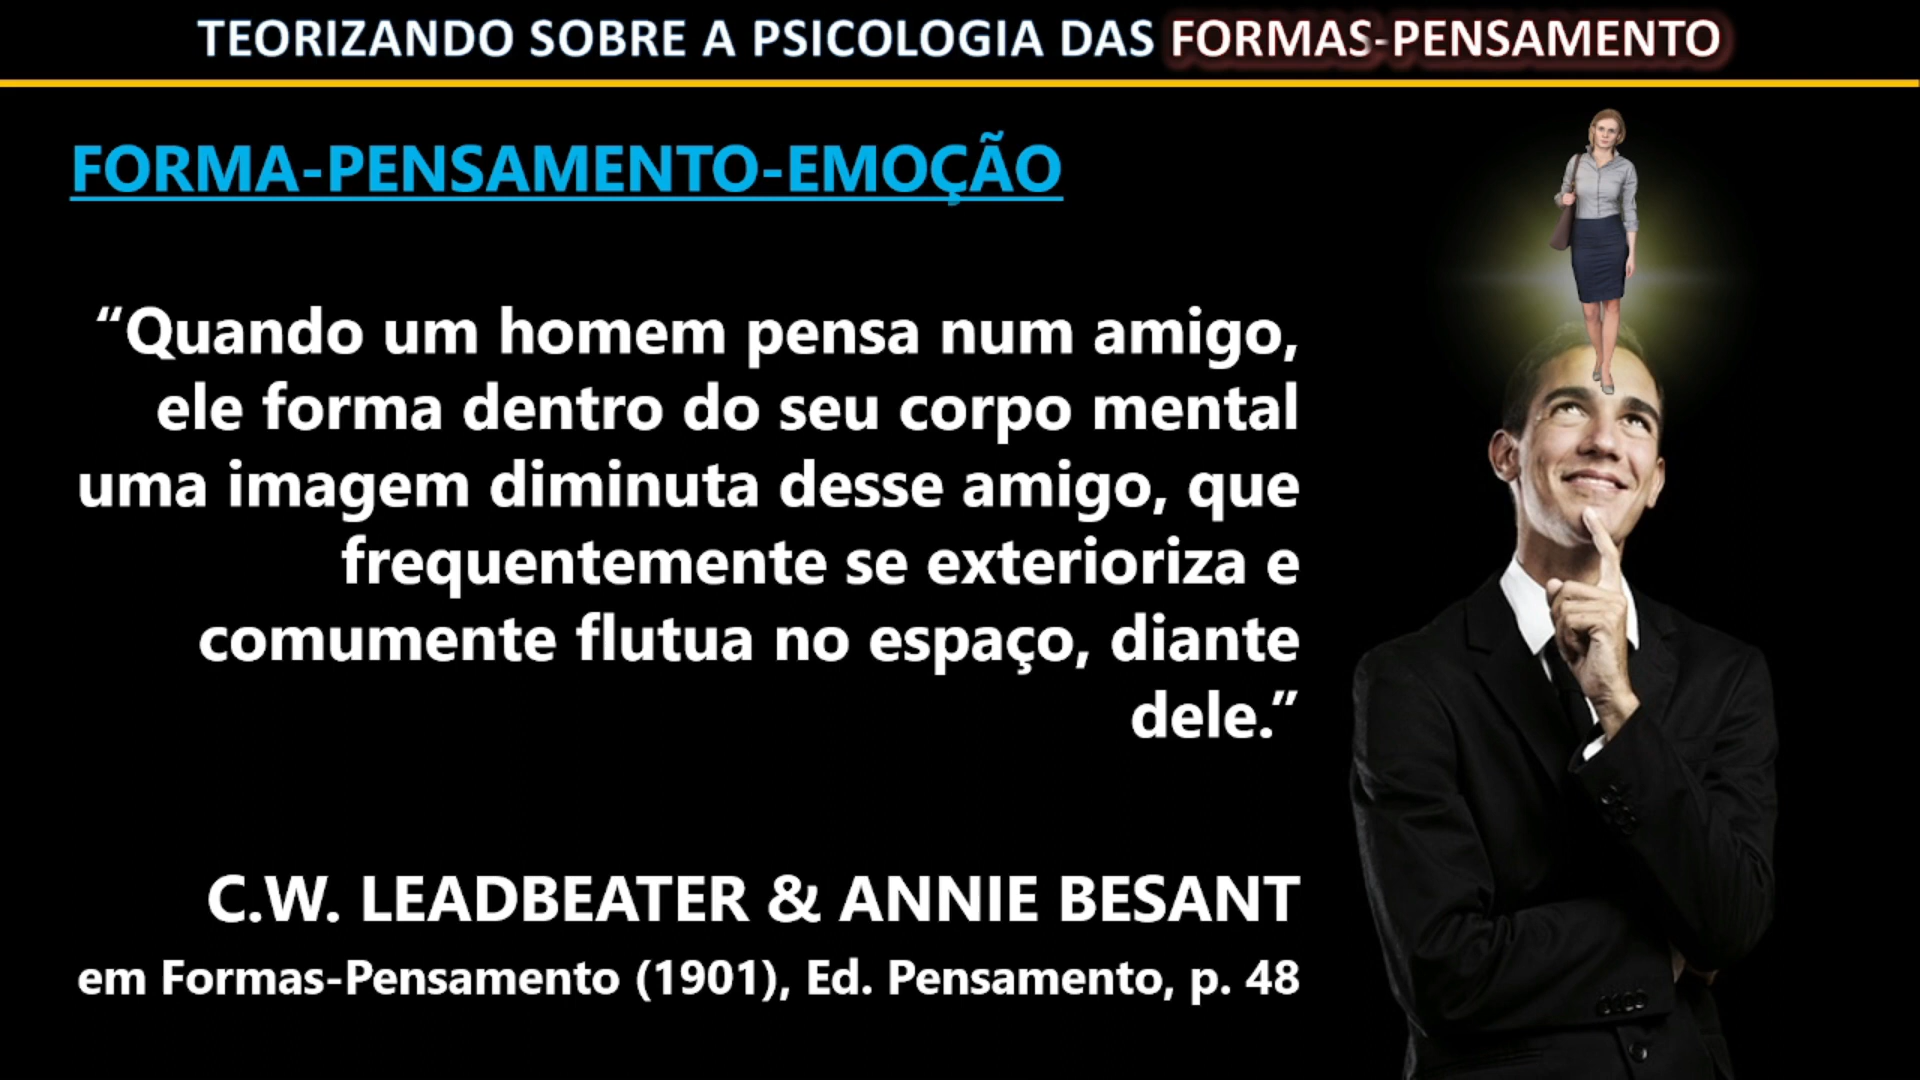 TEORIZANDO SOBRE A PSICOLOGIA DAS FORMAS-PENSAMENTO
FORMA-PENSAMENTO-EMOÇÃO
“Quando um homem pensa num amigo,
ele forma dentro do seu corpo mental
uma imagem diminuta desse amigo, que
frequentemente se exterioriza e
comumente flutua no espaço, diante
dele.”
C.W. LEADBEATER & ANNIE BESANT
em Formas-Pensamento (1901), Ed. Pensamento, p. 48